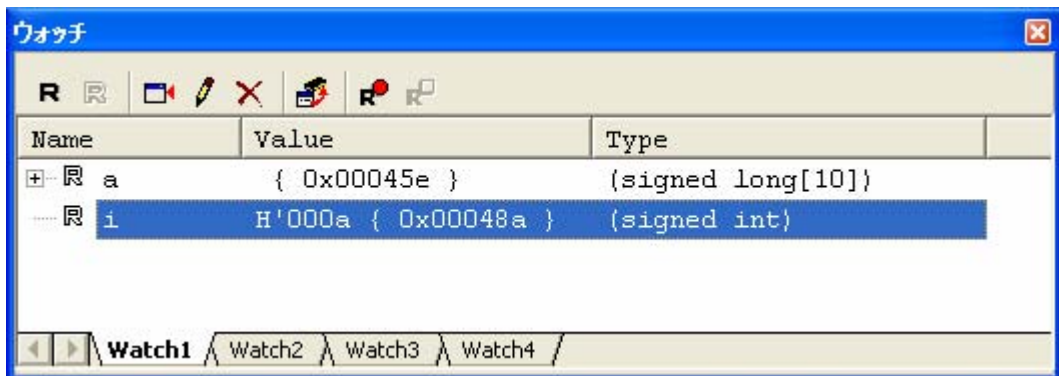 ウォッチ
R R R R
Name Value Type
R a { 0x00045e } (signed long[10])
R i H'000a { 0x00048a } (signed int)
Watch1 Watch2 Watch3 Watch4